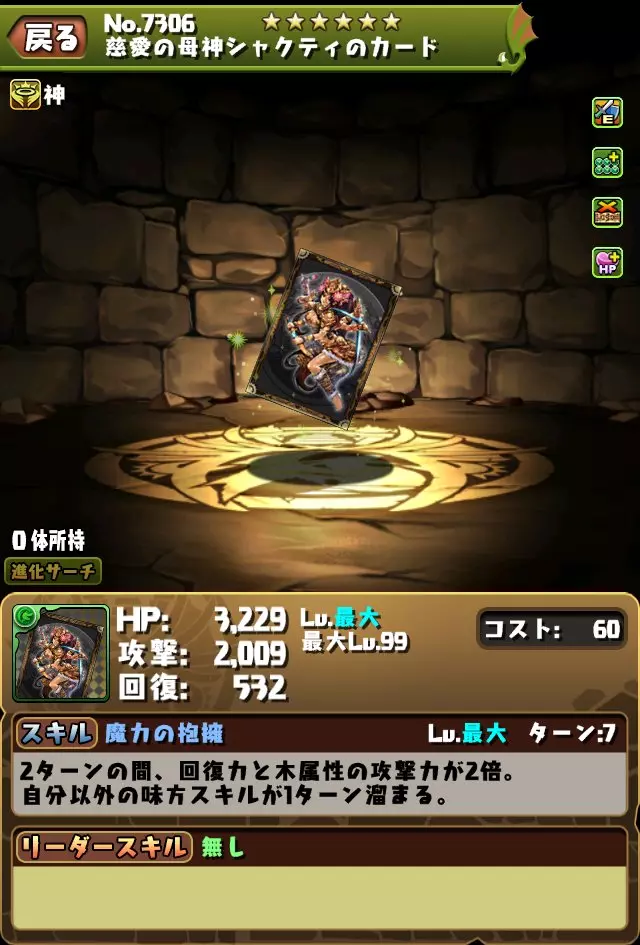 戻る
No.7306
慈愛の母神シャクティのカード
神
E
HP
0体所持
進化サーチ
HP: 3,229 Lv.最大
最大Lv.99
コスト: 60
攻撃: 2,009
回復: 532
スキル 魔力の抱擁 Lv.最大 ターン:7
2ターンの間、回復力と木属性の攻撃力が2倍。
自分以外の味方スキルが1ターン溜まる。
リーダースキル 無し